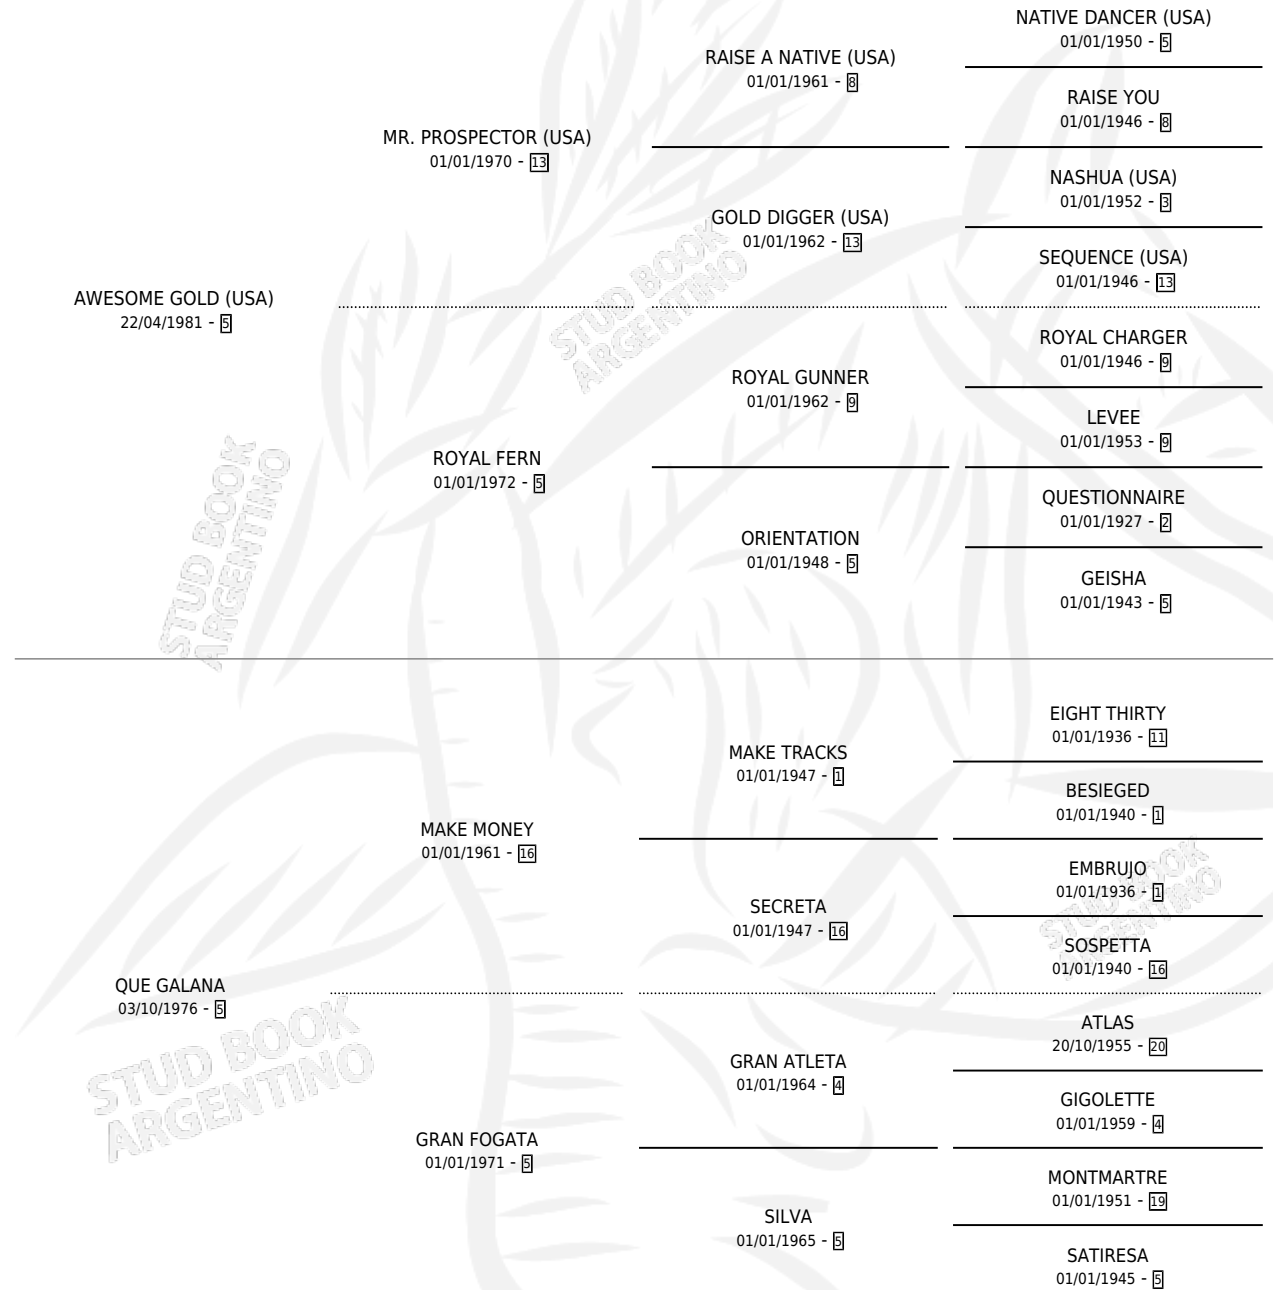 NATIVE DANCER (USA)
01/01/1950 - 5
RAISE A NATIVE (USA)
01/01/1961 - 8
RAISE YOU
01/01/1946 - 8
MR. PROSPECTOR (USA)
01/01/1970 - 13
NASHUA (USA)
01/01/1952 - 3
GOLD DIGGER (USA)
01/01/1962 - 13
SEQUENCE (USA)
01/01/1946 - 13
AWESOME GOLD (USA)
22/04/1981 - 5
STUD BOOK
ARGENTINO
ROYAL CHARGER
01/01/1946 - 9
ROYAL GUNNER
01/01/1962 - 9
LEVEE
01/01/1953 - 9
ROYAL FERN
01/01/1972 - 5
STUD BOOK
ARGENTINO
QUESTIONNAIRE
01/01/1927 - 2
ORIENTATION
01/01/1948 - 5
GEISHA
01/01/1943 - 5
EIGHT THIRTY
01/01/1936 - 11
MAKE TRACKS
01/01/1947 - 1
BESIEGED
01/01/1940 - 1
MAKE MONEY
01/01/1961 - 16
EMBRUJO
01/01/1936 - 1
STUD BOOK
ARGENTINO
SECRETA
01/01/1947 - 16
SOSPETTA
01/01/1940 - 16
QUE GALANA
03/10/1976 - 5
STUD BOOK
ARGENTINO
ATLAS
20/10/1955 - 20
GRAN ATLETA
01/01/1964 - 4
GIGOLETTE
01/01/1959 - 4
GRAN FOGATA
01/01/1971 - 5
MONTMARTRE
01/01/1951 - 19
SILVA
01/01/1965 - 5
SATIRESA
01/01/1945 - 5